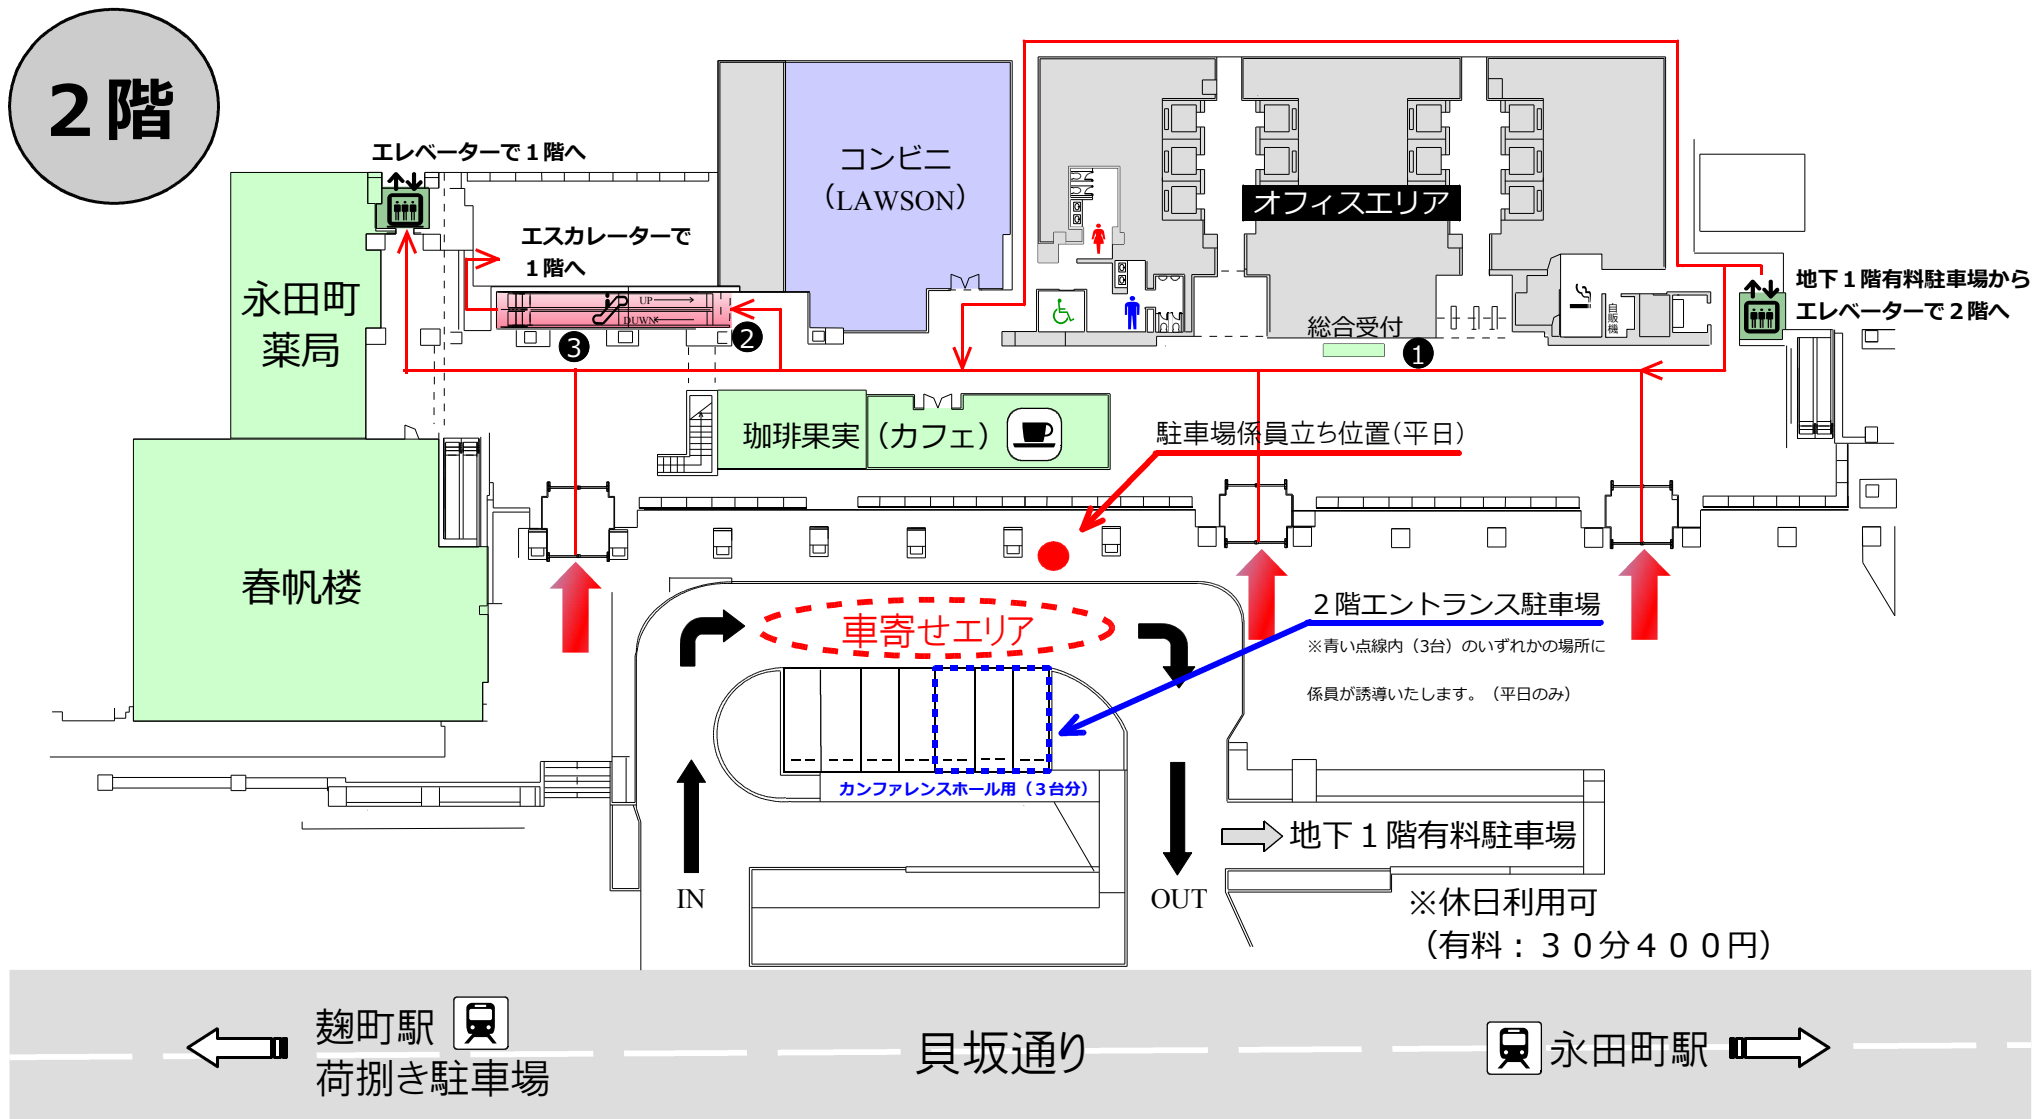 ２階
エレベーターで１階へ
エスカレーターで
１階へ
コンビニ
（LAWSON）
オフィスエリア
永田町
薬局
UP
DUWN
❸
❷
総合受付
❶
自販機
地下１階有料駐車場から
エレベーターで２階へ
珈琲果実（カフェ）
駐車場係員立ち位置（平日）
春帆楼
車寄せエリア
２階エントランス駐車場
※青い点線内（3台）のいずれかの場所に
係員が誘導いたします。（平日のみ）
カンファレンスホール用（３台分）
地下１階有料駐車場
IN
OUT
※休日利用可
（有料：３０分４００円）
麹町駅
荷捌き駐車場
貝坂通り
永田町駅